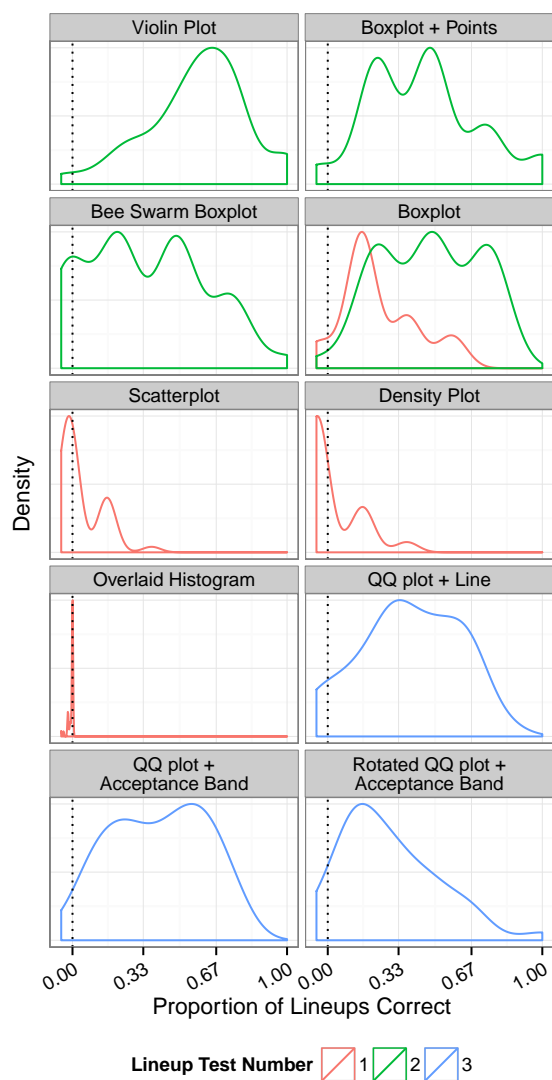 Violin Plot
Boxplot + Points
Bee Swarm Boxplot
Boxplot
Scatterplot
Density Plot
Overlaid Histogram
QQ plot + Line
QQ plot +
Acceptance Band
Rotated QQ plot +
Acceptance Band
Density
0.00 0.33 0.67 1.00 0.00 0.33 0.67 1.00
Proportion of Lineups Correct
Lineup Test Number 1 2 3